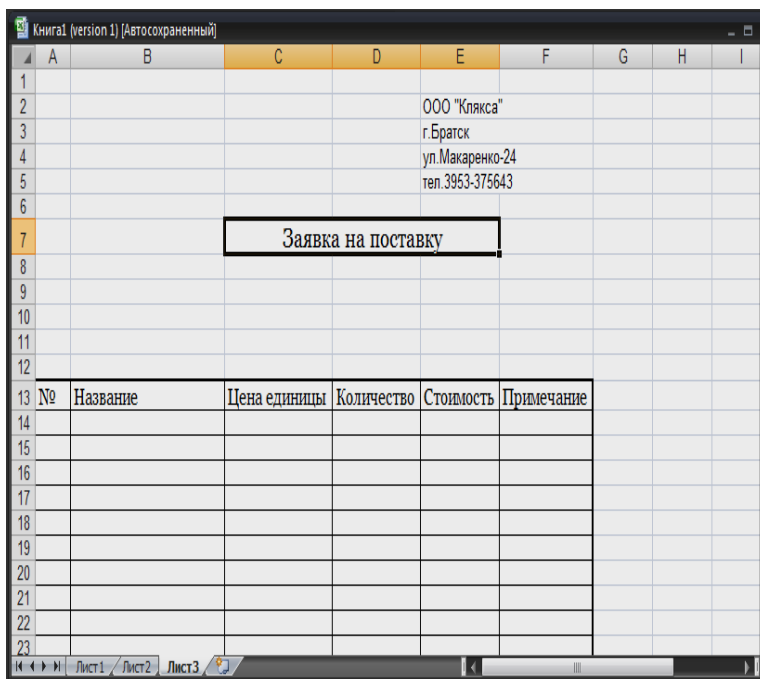 Книга1 (version 1) [Автосохраненный]
A B C D E F G H I
1
2 ООО "Клякса"
3 г.Братск
4 ул.Макаренко-24
5 тел.3953-375643
6
7 Заявка на поставку
8
9
10
11
12
13 № Название Цена единицы Количество Стоимость Примечание
14
15
16
17
18
19
20
21
22
23
Лист1 Лист2 Лист3